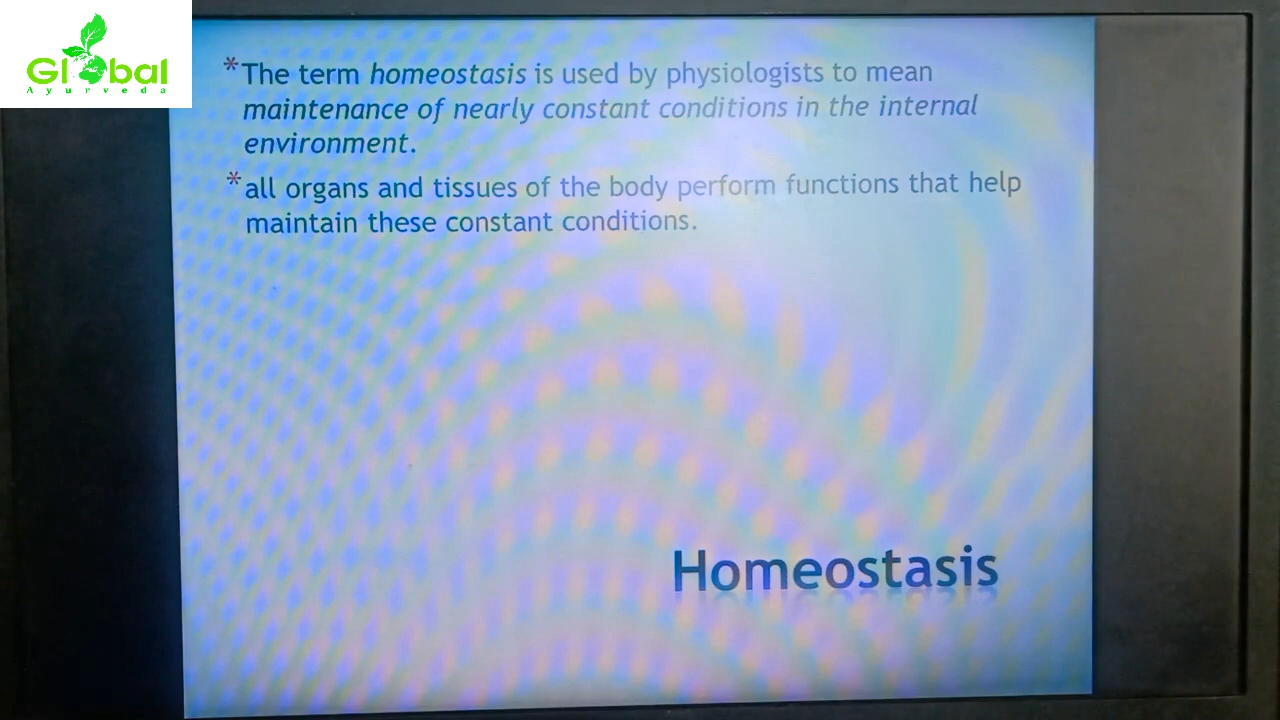 Global
Ayurveda
*The term homeostasis is used by physiologists to mean
maintenance of nearly constant conditions in the internal
environment.
*all organs and tissues of the body perform functions that help
maintain these constant conditions.
Homeostasis